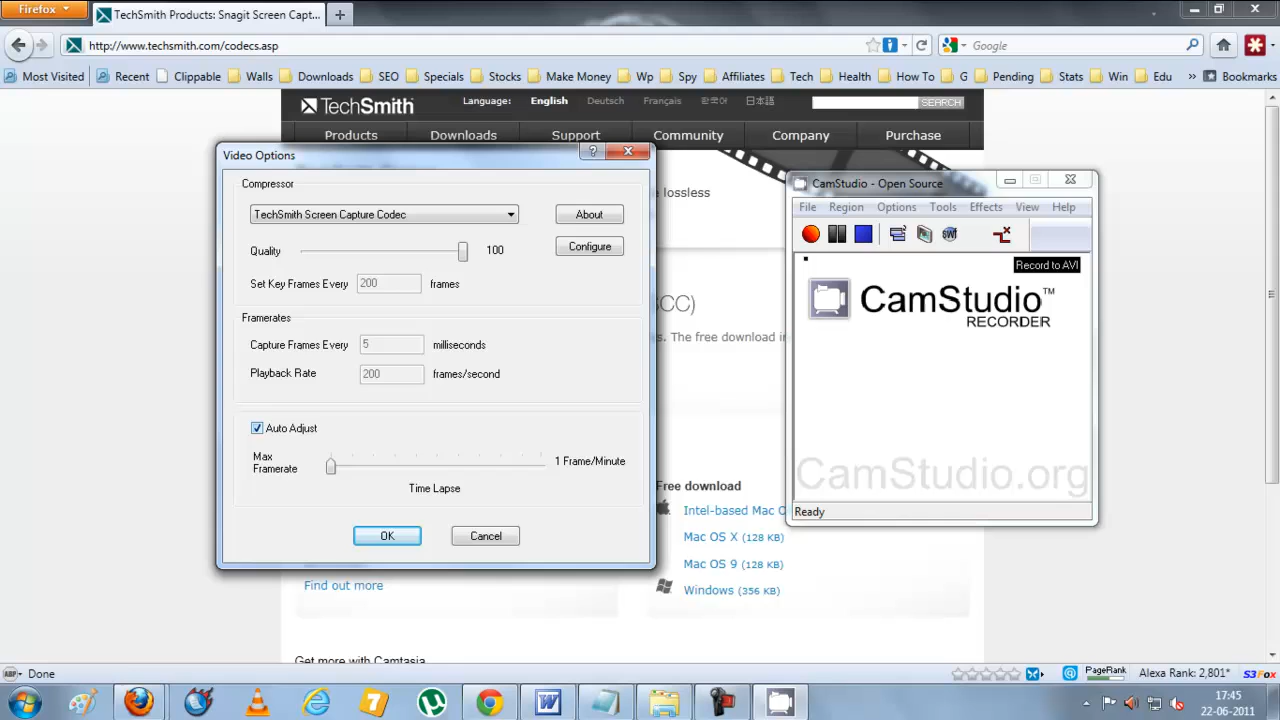 Firefox
TechSmith Products: Snagit Screen Capt...
http://www.techsmith.com/codecs.asp
Google
Most Visited Recent Clippable Walls Downloads SEO Specials Stocks Make Money Wp Spy Affiliates Tech Health How To G Pending Stats Win Edu » Bookmarks
TechSmith
Language: English Deutsch Français 한국어 日本語 SEARCH
Products Downloads Support Community Company Purchase
Video Options
Compressor
TechSmith Screen Capture Codec
About
Quality
100
Configure
Set Key Frames Every 200 frames
Framerates
Capture Frames Every 5 milliseconds
Playback Rate 200 frames/second
Auto Adjust
Max
Framerate
1 Frame/Minute
Time Lapse
OK Cancel
e lossless
CC)
s. The free download in
CamStudio - Open Source
File Region Options Tools Effects View Help
SWF
Record to AVI
CamStudio™
RECORDER
CamStudio.org
Ready
Free download
Intel-based Mac O
Mac OS X (128 KB)
Mac OS 9 (128 KB)
Windows (356 KB)
Find out more
Get more with Camtasia
ABP Done
PageRank
Alexa Rank: 2,801*
S3Fox
17:45
22-06-2011